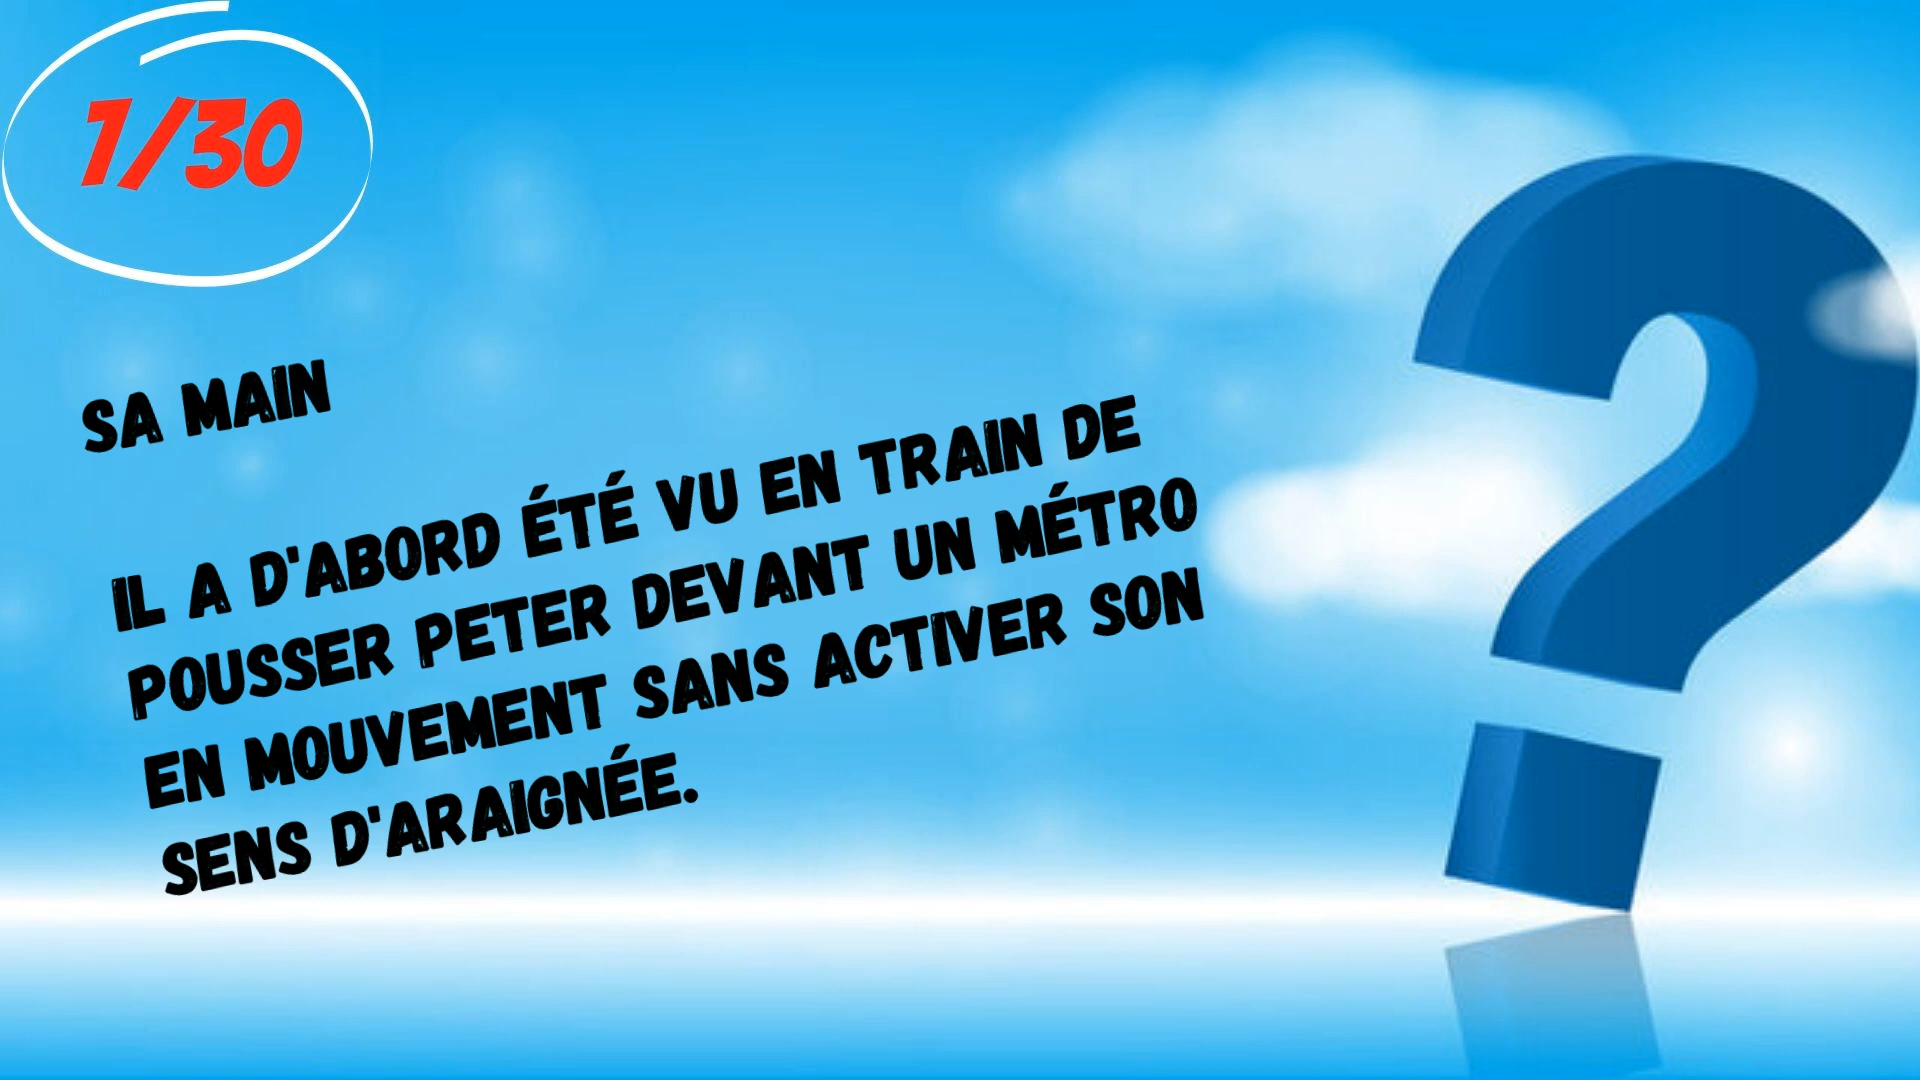 1/30
SA MAIN
IL A D'ABORD ÉTÉ VU EN TRAIN DE
POUSSER PETER DEVANT UN MÉTRO
EN MOUVEMENT SANS ACTIVER SON
SENS D'ARAIGNÉE.